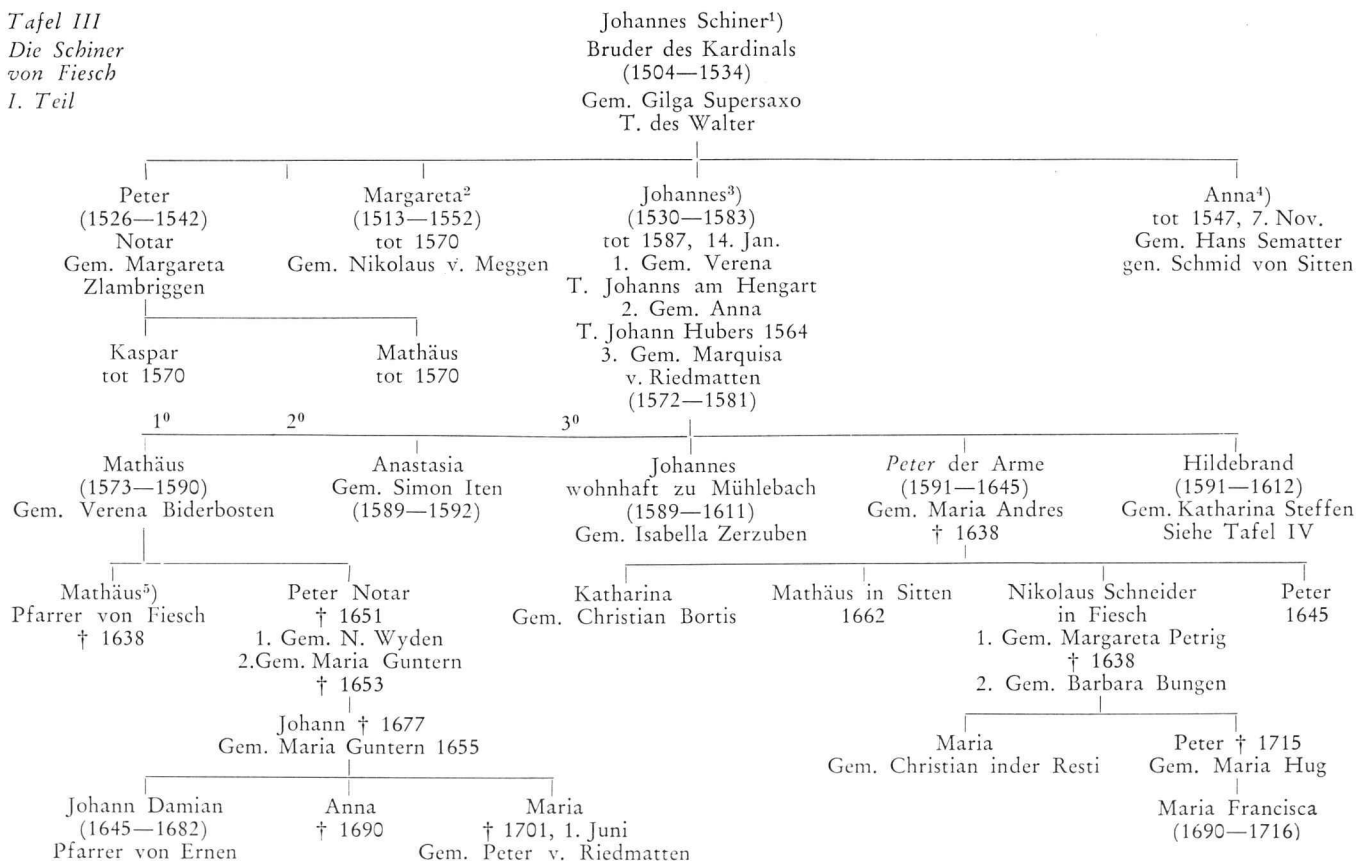 Tafel III
Die Schiner
von Fiesch
1. Teil
Johannes Schiner¹)
Bruder des Kardinals
(1504—1534)
Gem. Gilga Supersaxo
T. des Walter
Peter
(1526—1542)
Notar
Gem. Margareta
Zlambriggen
Margareta²
(1513—1552)
tot 1570
Gem. Nikolaus v. Meggen
Johannes³)
(1530—1583)
tot 1587, 14. Jan.
1. Gem. Verena
T. Johanns am Hengart
2. Gem. Anna
T. Johann Hubers 1564
3. Gem. Marquisa
v. Riedmatten
(1572—1581)
Anna⁴)
tot 1547, 7. Nov.
Gem. Hans Sematter
gen. Schmid von Sitten
Kaspar
tot 1570
Mathäus
tot 1570
1⁰ 2⁰ 3⁰
Mathäus
(1573—1590)
Gem. Verena Biderbosten
Anastasia
Gem. Simon Iten
(1589—1592)
Johannes
wohnhaft zu Mühlebach
(1589—1611)
Gem. Isabella Zerzuben
Peter der Arme
(1591—1645)
Gem. Maria Andres
† 1638
Hildebrand
(1591—1612)
Gem. Katharina Steffen
Siehe Tafel IV
Mathäus⁵)
Pfarrer von Fiesch
† 1638
Peter Notar
† 1651
1. Gem. N. Wyden
2.Gem. Maria Guntern
† 1653
Katharina
Gem. Christian Bortis
Mathäus in Sitten
1662
Nikolaus Schneider
in Fiesch
1. Gem. Margareta Petrig
† 1638
2. Gem. Barbara Bungen
Peter
1645
Johann † 1677
Gem. Maria Guntern 1655
Maria
Gem. Christian inder Resti
Peter † 1715
Gem. Maria Hug
Johann Damian
(1645—1682)
Pfarrer von Ernen
Anna
† 1690
Maria
† 1701, 1. Juni
Gem. Peter v. Riedmatten
Maria Francisca
(1690—1716)